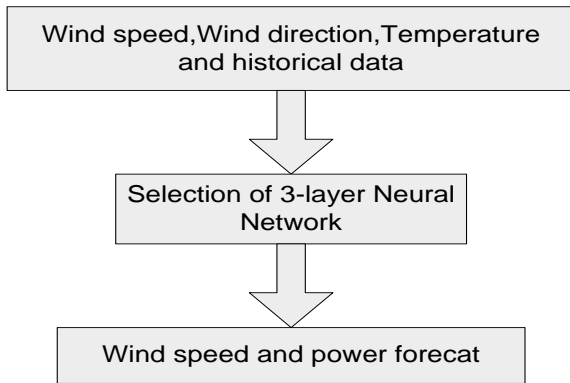 Wind speed,Wind direction,Temperature
and historical data
Selection of 3-layer Neural
Network
Wind speed and power forecat